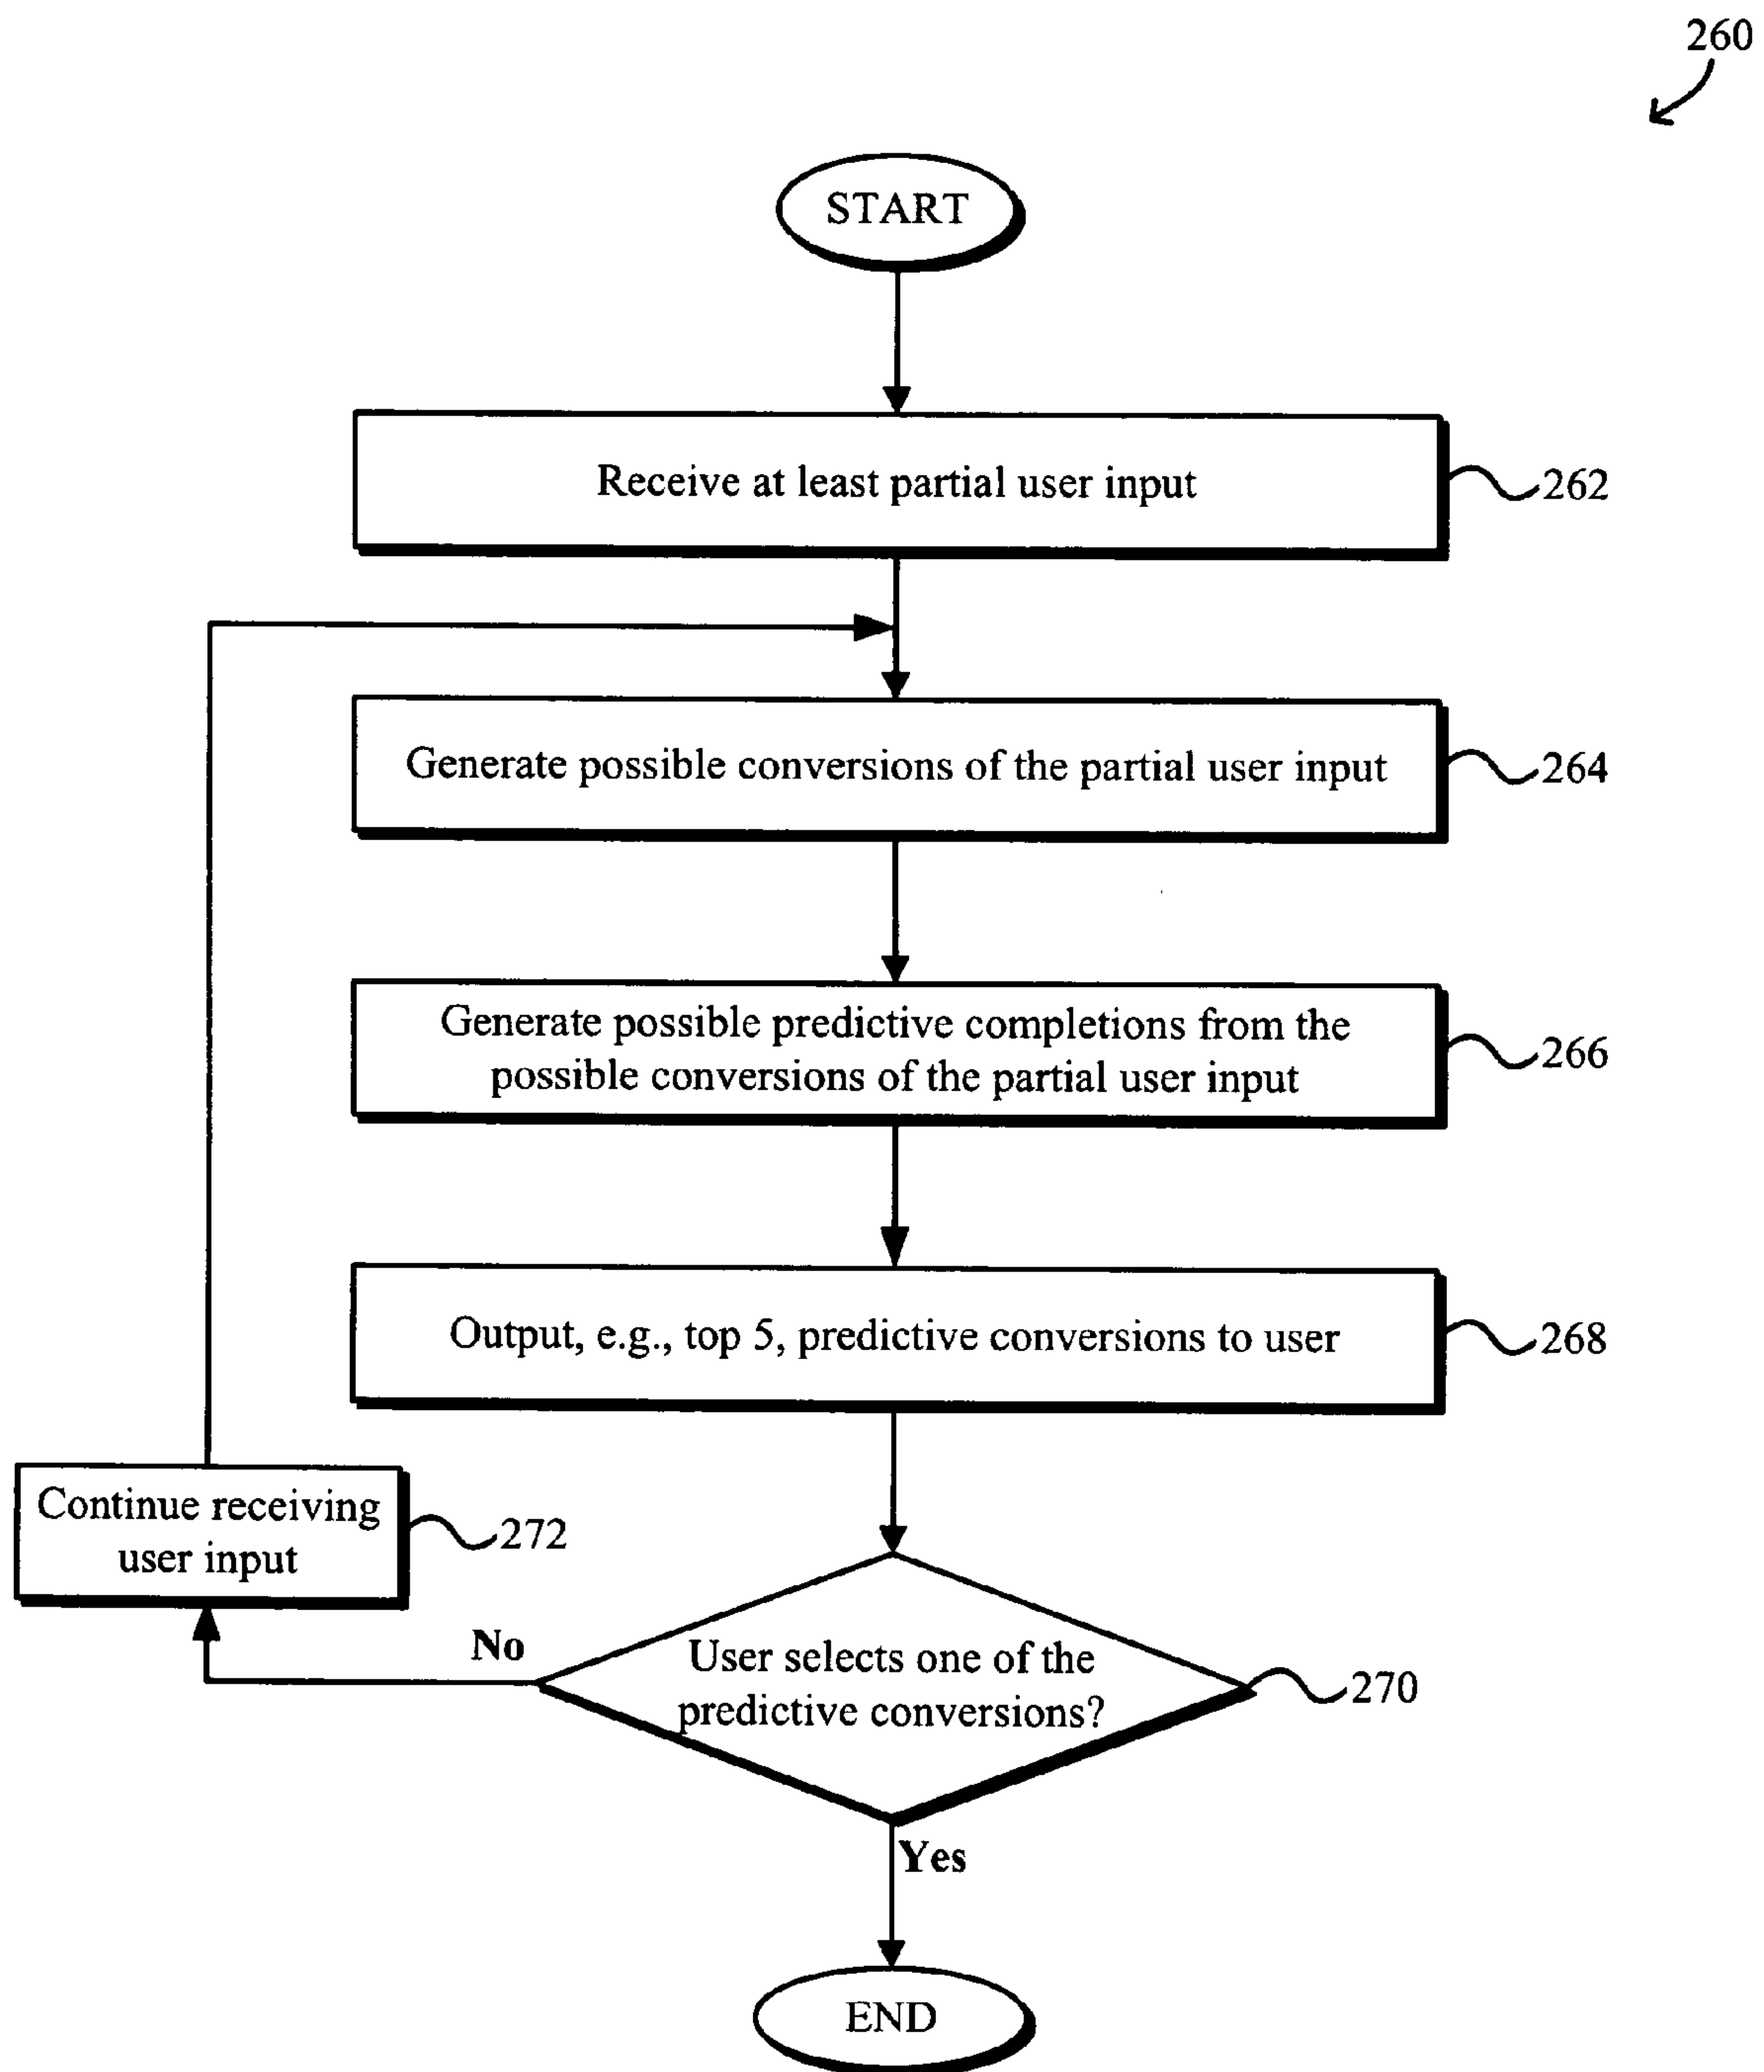 260
START
Receive at least partial user input
262
Generate possible conversions of the partial user input
264
Generate possible predictive completions from the
possible conversions of the partial user input
266
Output, e.g., top 5, predictive conversions to user
268
Continue receiving
user input
272
No
User selects one of the
predictive conversions?
270
Yes
END